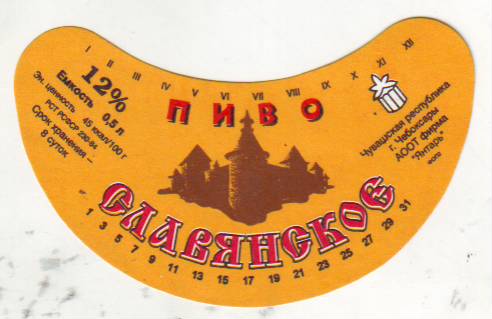 I II III IV V VI VII VIII IX X XI XII
12%
Емкость 0,5 л
Эн. ценность 45 ккал/100 г
РСТ РСФСР 230-84
Срок хранения –
8 суток
ПИВО
Чувашская республика
г. Чебоксары
АООТ фирма
"Янтарь"
СЛАВЯНСКОЕ
1 3 5 7 9 11 13 15 17 19 21 23 25 27 29 31